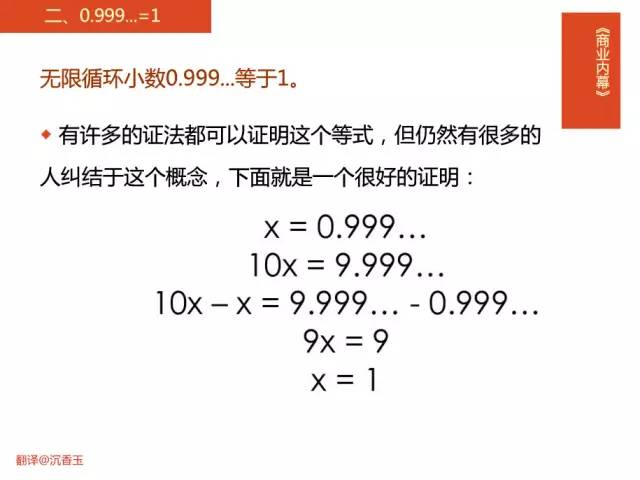 二、0.999...=1
《商业内幕》
无限循环小数0.999...等于1。
有许多的证法都可以证明这个等式，但仍然有很多的
人纠结于这个概念，下面就是一个很好的证明：
x = 0.999...
10x = 9.999...
10x – x = 9.999... - 0.999...
9x = 9
x = 1
翻译@沉香玉